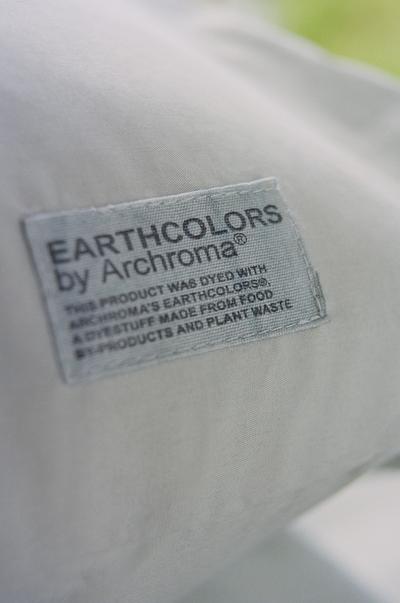 EARTHCOLORS
by Archroma®
THIS PRODUCT WAS DYED WITH
ARCHROMA'S EARTHCOLORS®,
A DYESTUFF MADE FROM FOOD
BY-PRODUCTS AND PLANT WASTE